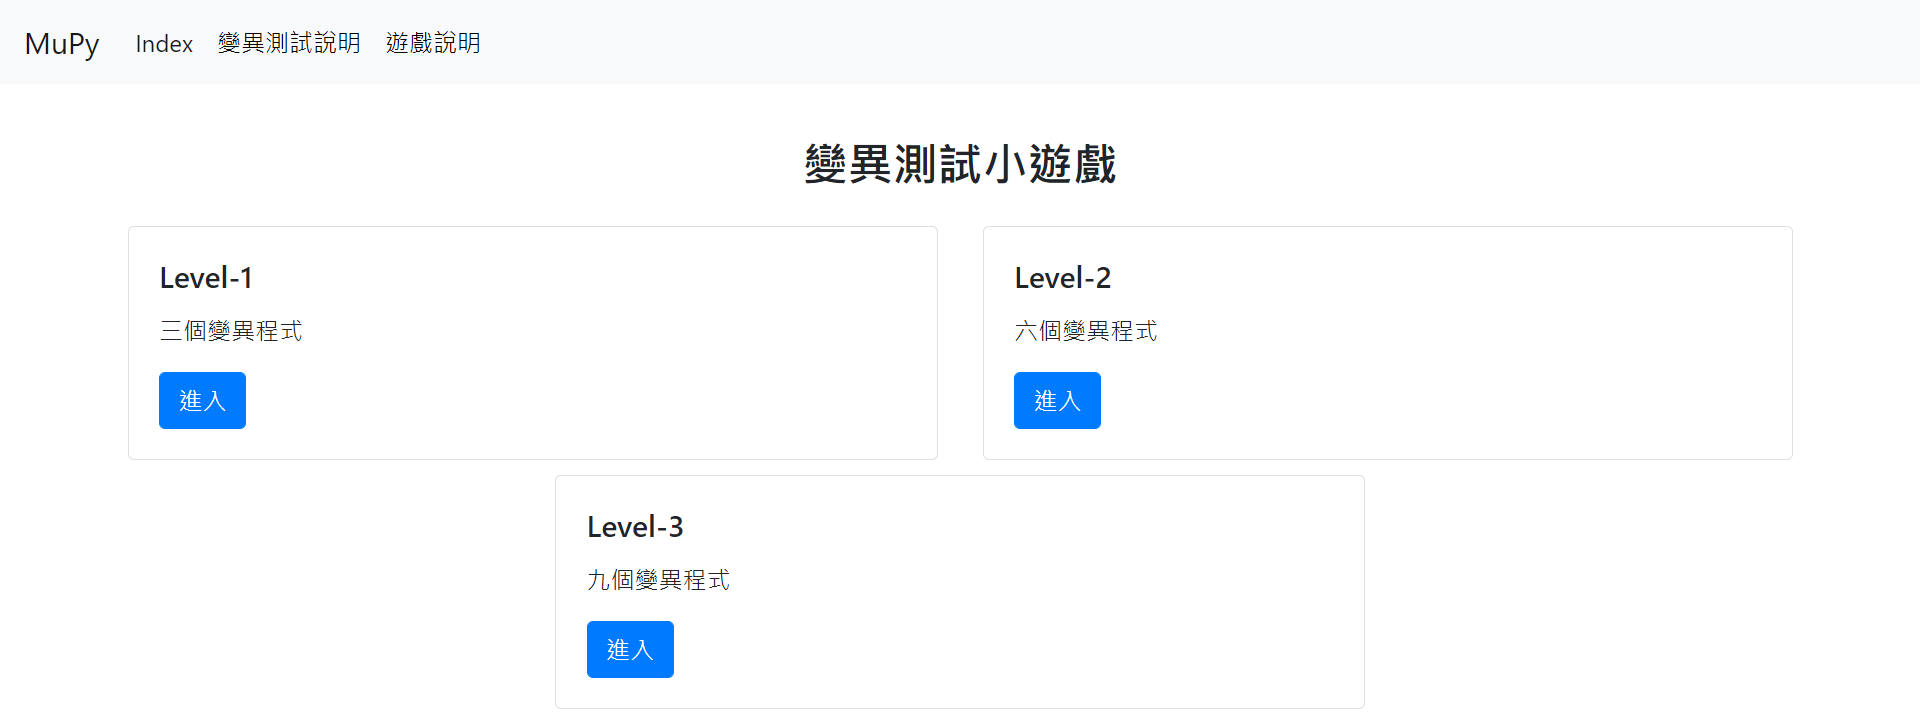 MuPy Index 變異測試說明 遊戲說明
變異測試小遊戲
Level-1
三個變異程式
進入
Level-2
六個變異程式
進入
Level-3
九個變異程式
進入